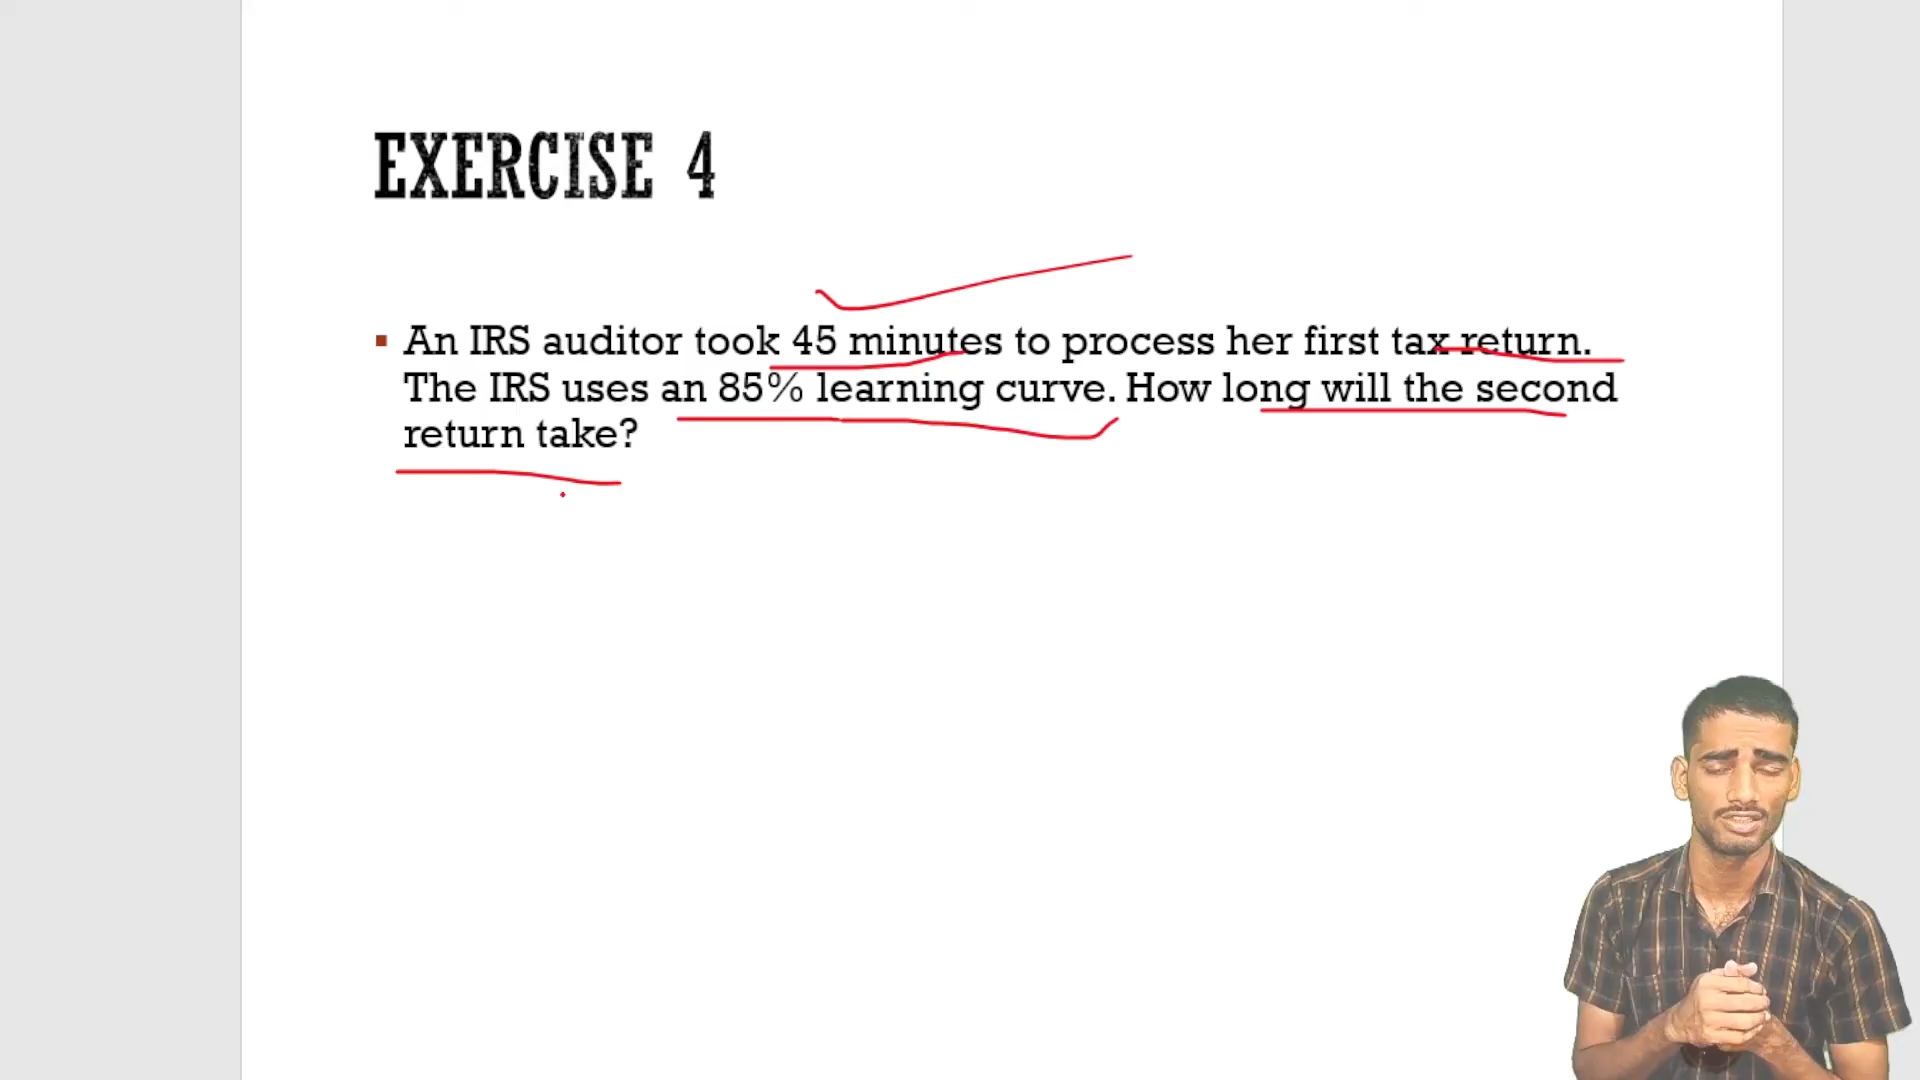 EXERCISE 4
An IRS auditor took 45 minutes to process her first tax return.
The IRS uses an 85% learning curve. How long will the second
return take?